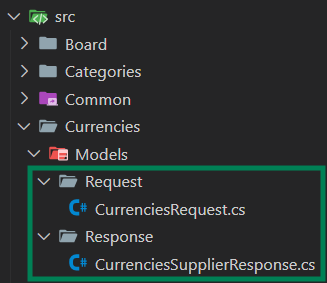 src
Board
Categories
Common
Currencies
Models
Request
C# CurrenciesRequest.cs
Response
C# CurrenciesSupplierResponse.cs